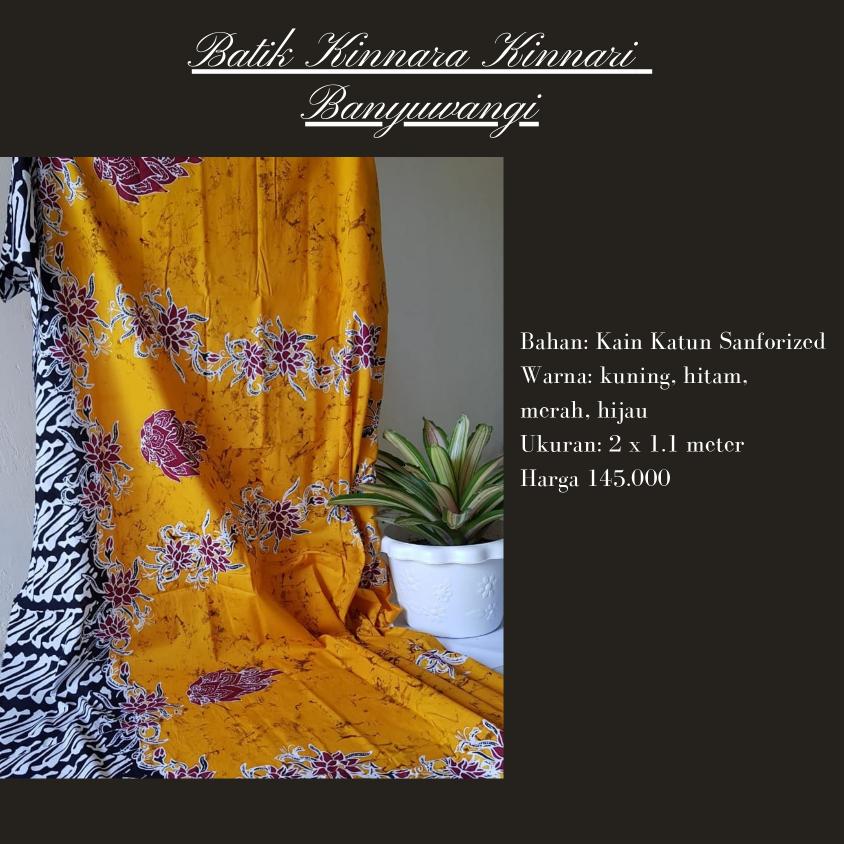 Batik Kinnara Kinnari
Banyuwangi
Bahan: Kain Katun Sanforized
Warna: kuning, hitam,
merah, hijau
Ukuran: 2 x 1.1 meter
Harga 145.000